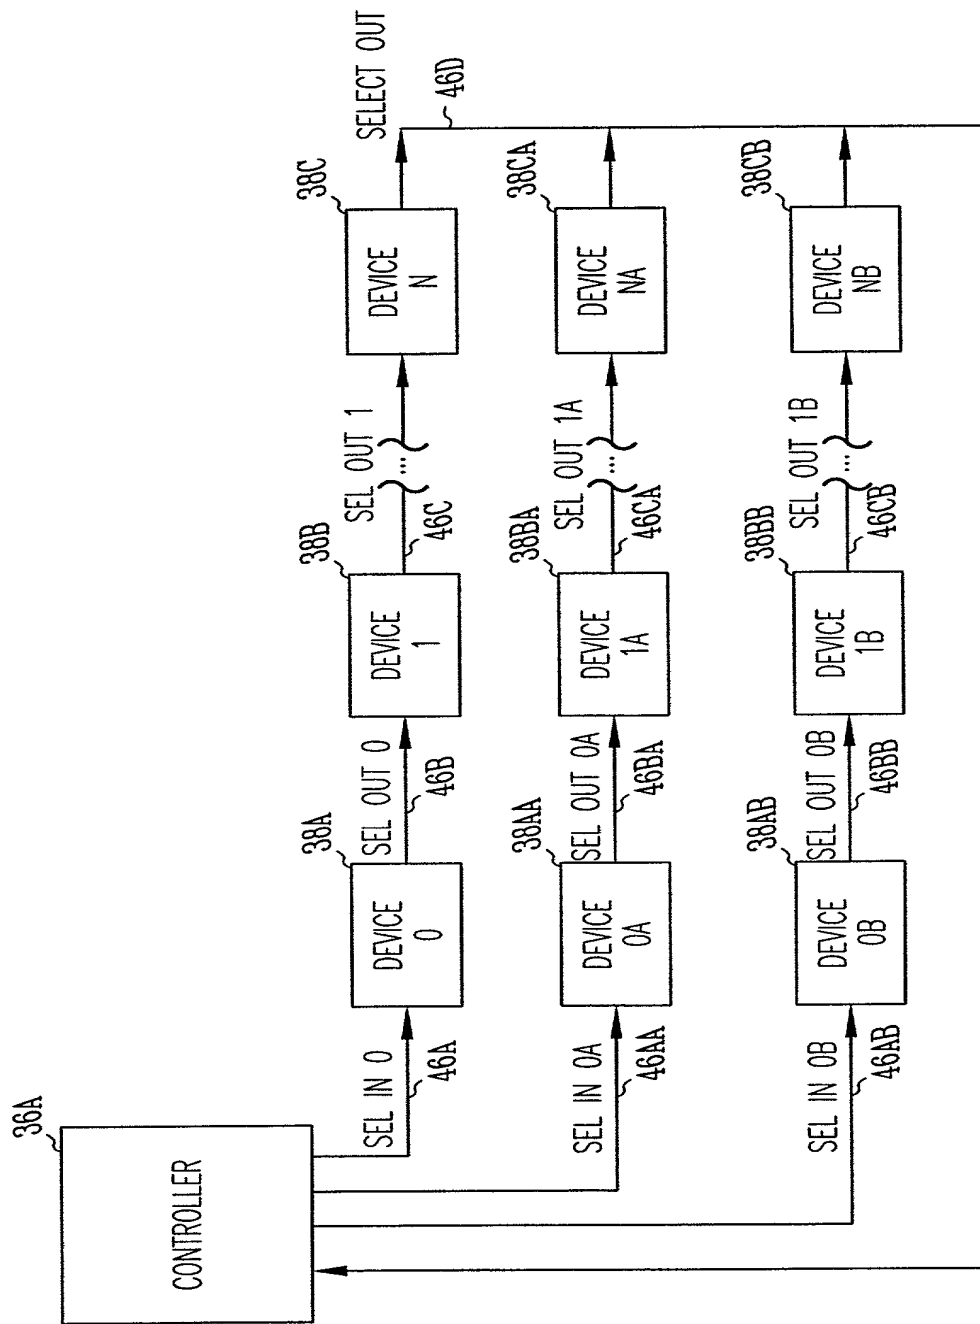 36A
CONTROLLER
SEL IN 0
46A
38A
DEVICE
0
SEL OUT 0
46B
38B
DEVICE
1
SEL OUT 1
46C
...
38C
DEVICE
N
SELECT OUT
46D
SEL IN 0A
46AA
38AA
DEVICE
0A
SEL OUT 0A
46BA
38BA
DEVICE
1A
SEL OUT 1A
46CA
...
38CA
DEVICE
NA
SEL IN 0B
46AB
38AB
DEVICE
0B
SEL OUT 0B
46BB
38BB
DEVICE
1B
SEL OUT 1B
46CB
...
38CB
DEVICE
NB